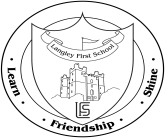 Langley First School
LFS
• Learn • Friendship • Shine •